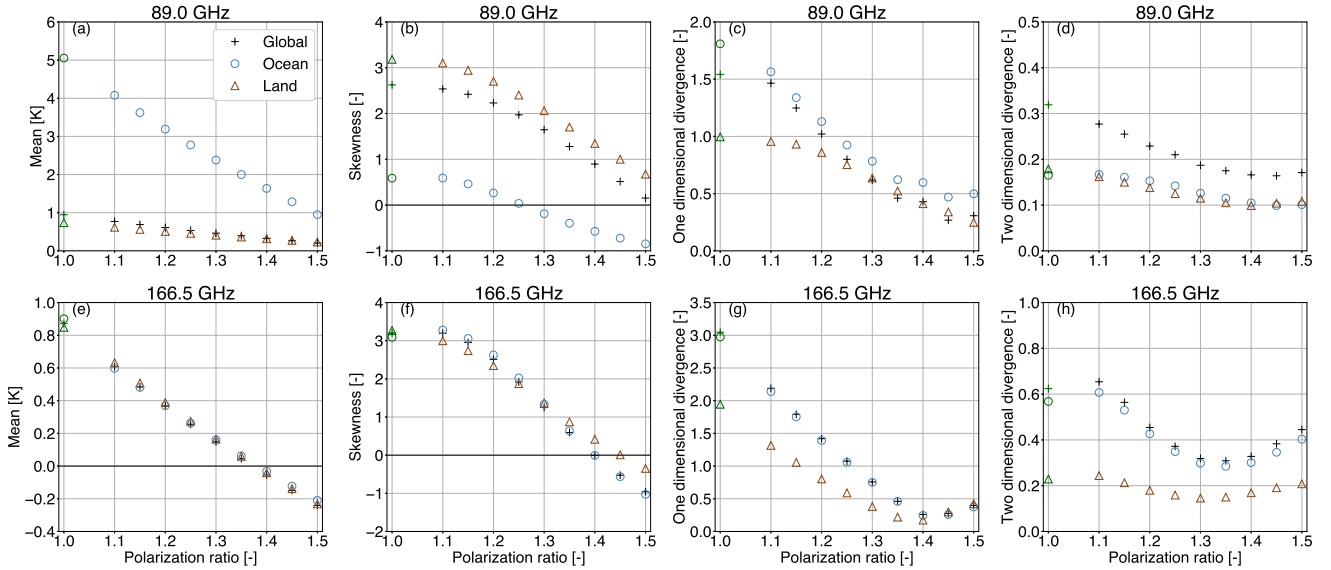 89.0 GHz
(a)
Global
Ocean
Land
Mean [K]
6
5
4
3
2
1
0
1.0 1.1 1.2 1.3 1.4 1.5
89.0 GHz
(b)
Skewness [-]
4
3
2
1
0
−1
1.0 1.1 1.2 1.3 1.4 1.5
89.0 GHz
(c)
One dimensional divergence [-]
2.0
1.5
1.0
0.5
0.0
1.0 1.1 1.2 1.3 1.4 1.5
89.0 GHz
(d)
Two dimensional divergence [-]
0.5
0.4
0.3
0.2
0.1
0.0
1.0 1.1 1.2 1.3 1.4 1.5
166.5 GHz
(e)
Mean [K]
1.0
0.8
0.6
0.4
0.2
0.0
−0.2
−0.4
1.0 1.1 1.2 1.3 1.4 1.5
Polarization ratio [-]
166.5 GHz
(f)
Skewness [-]
4
3
2
1
0
−1
−2
1.0 1.1 1.2 1.3 1.4 1.5
Polarization ratio [-]
166.5 GHz
(g)
One dimensional divergence [-]
3.5
3.0
2.5
2.0
1.5
1.0
0.5
0.0
1.0 1.1 1.2 1.3 1.4 1.5
Polarization ratio [-]
166.5 GHz
(h)
Two dimensional divergence [-]
1.0
0.8
0.6
0.4
0.2
0.0
1.0 1.1 1.2 1.3 1.4 1.5
Polarization ratio [-]